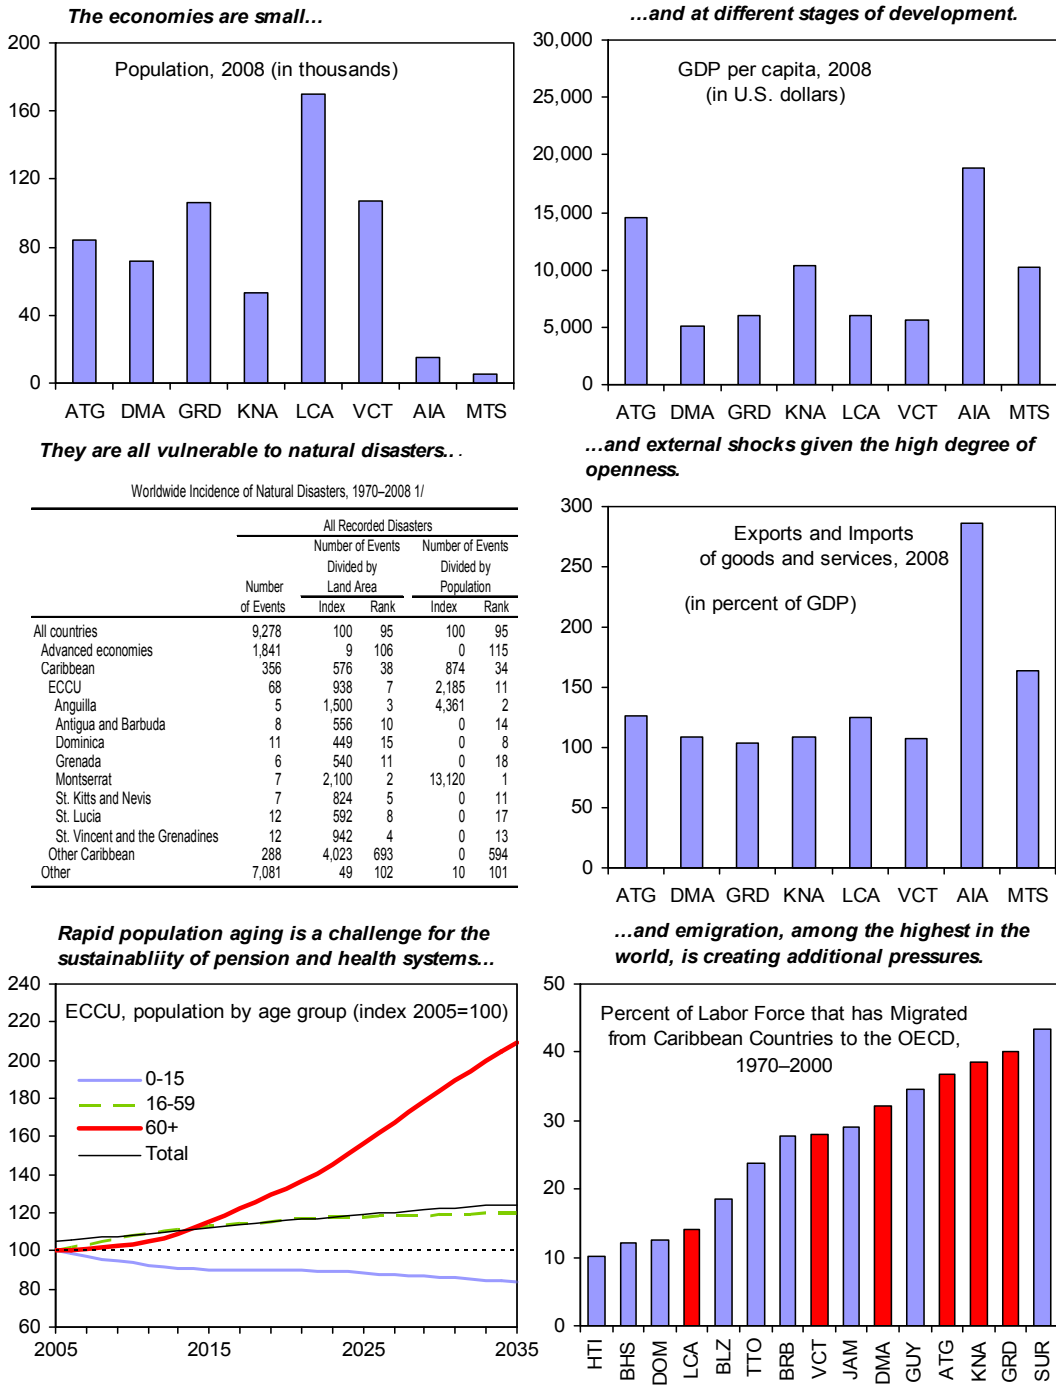 The economies are small...
200
160
120
80
40
0
Population, 2008 (in thousands)
ATG DMA GRD KNA LCA VCT AIA MTS
...and at different stages of development.
30,000
25,000
20,000
15,000
10,000
5,000
0
GDP per capita, 2008
(in U.S. dollars)
ATG DMA GRD KNA LCA VCT AIA MTS
They are all vulnerable to natural disasters.. .
Worldwide Incidence of Natural Disasters, 1970–2008 1/
All Recorded Disasters
Number of Events Number of Events
Divided by Divided by
Number Land Area Population
of Events Index Rank Index Rank
All countries 9,278 100 95 100 95
Advanced economies 1,841 9 106 0 115
Caribbean 356 576 38 874 34
ECCU 68 938 7 2,185 11
Anguilla 5 1,500 3 4,361 2
Antigua and Barbuda 8 556 10 0 14
Dominica 11 449 15 0 8
Grenada 6 540 11 0 18
Montserrat 7 2,100 2 13,120 1
St. Kitts and Nevis 7 824 5 0 11
St. Lucia 12 592 8 0 17
St. Vincent and the Grenadines 12 942 4 0 13
Other Caribbean 288 4,023 693 0 594
Other 7,081 49 102 10 101
...and external shocks given the high degree of
openness.
300
250
200
150
100
50
0
Exports and Imports
of goods and services, 2008
(in percent of GDP)
ATG DMA GRD KNA LCA VCT AIA MTS
Rapid population aging is a challenge for the
sustainabliity of pension and health systems...
240
220
200
180
160
140
120
100
80
60
ECCU, population by age group (index 2005=100)
0-15
16-59
60+
Total
2005 2015 2025 2035
...and emigration, among the highest in the
world, is creating additional pressures.
50
40
30
20
10
0
Percent of Labor Force that has Migrated
from Caribbean Countries to the OECD,
1970–2000
HTI BHS DOM LCA BLZ TTO BRB VCT JAM DMA GUY ATG KNA GRD SUR